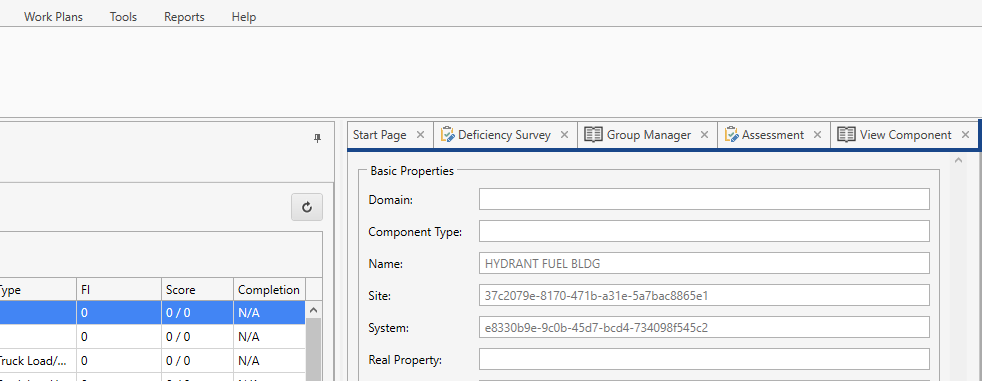 Work Plans Tools Reports Help
Start Page Deficiency Survey Group Manager Assessment View Component
Basic Properties
Domain:
Component Type:
Name: HYDRANT FUEL BLDG
Site: 37c2079e-8170-471b-a31e-5a7bac8865e1
System: e8330b9e-9c0b-45d7-bcd4-734098f545c2
Real Property:
Type FI Score Completion
0 0 / 0 N/A
0 0 / 0 N/A
Truck Load/... 0 0 / 0 N/A